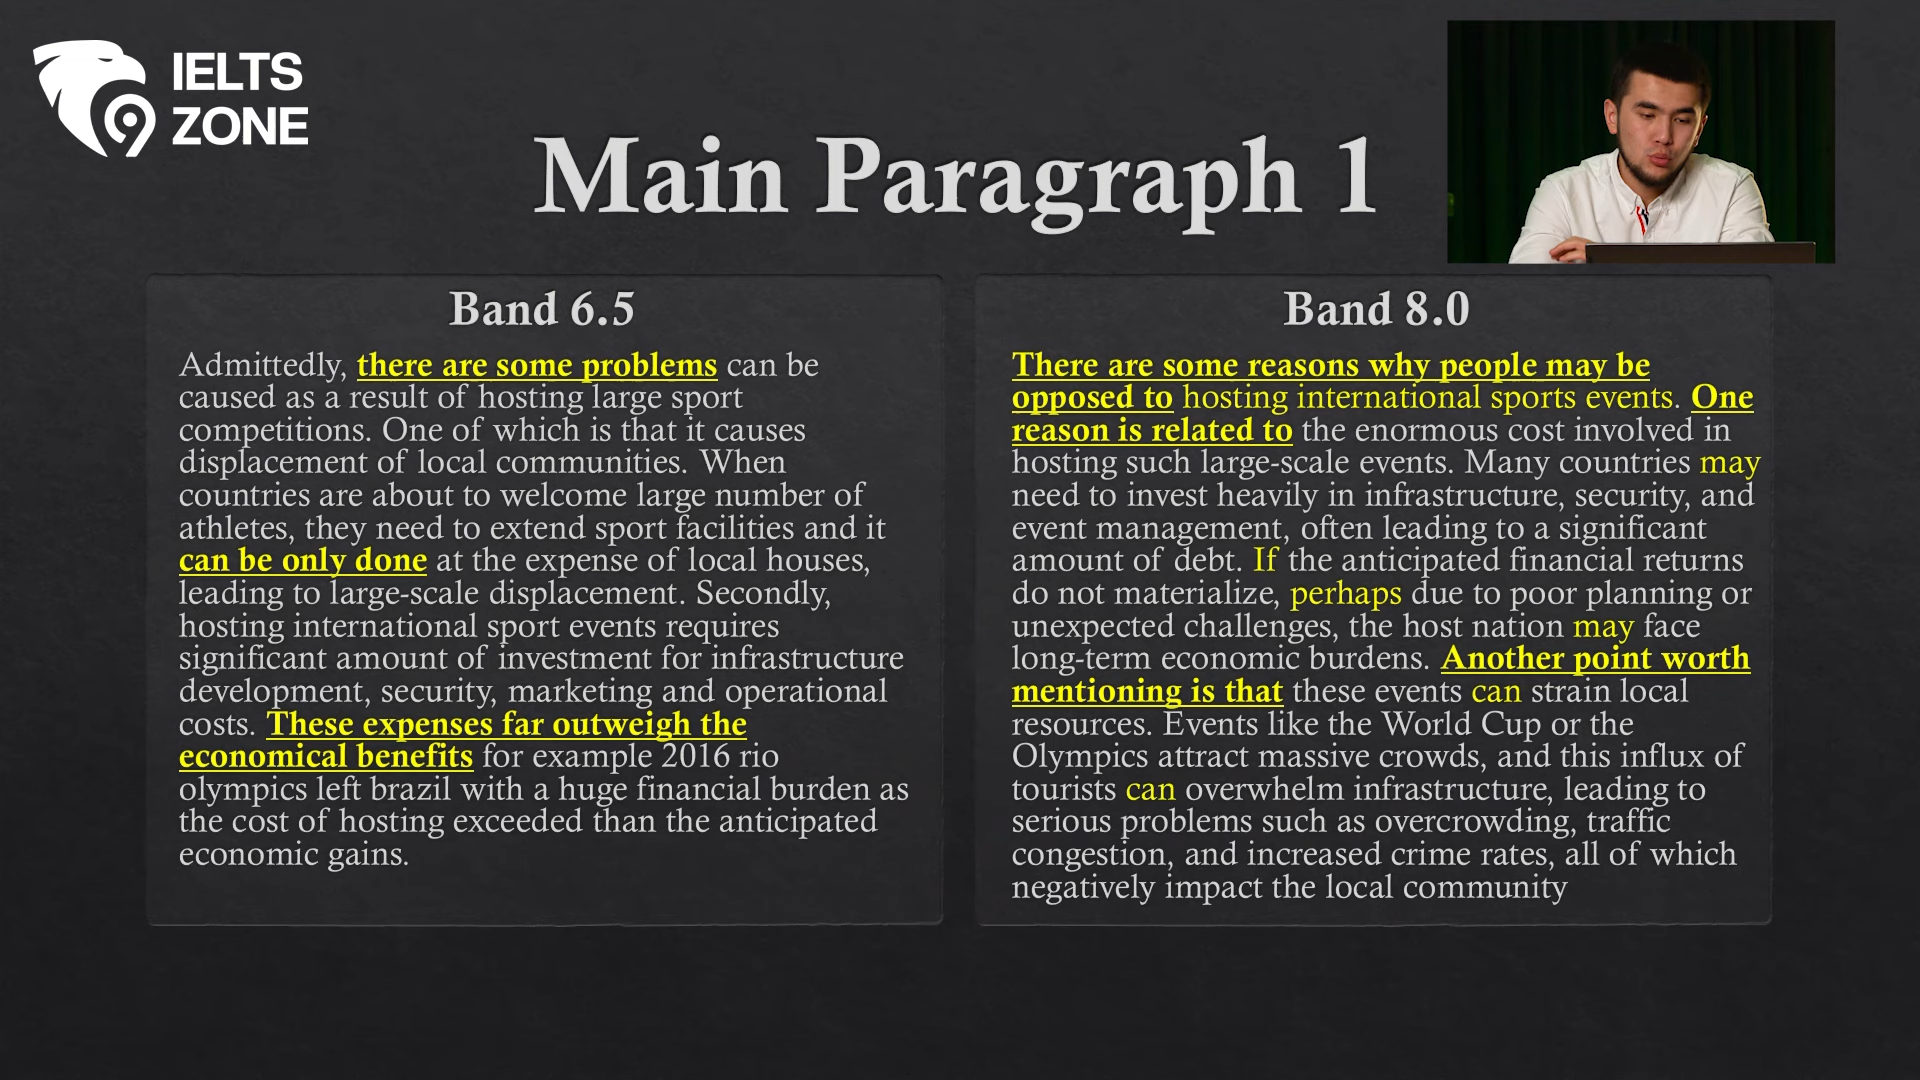 IELTS
ZONE
Main Paragraph 1
Band 6.5
Admittedly, there are some problems can be
caused as a result of hosting large sport
competitions. One of which is that it causes
displacement of local communities. When
countries are about to welcome large number of
athletes, they need to extend sport facilities and it
can be only done at the expense of local houses,
leading to large-scale displacement. Secondly,
hosting international sport events requires
significant amount of investment for infrastructure
development, security, marketing and operational
costs. These expenses far outweigh the
economical benefits for example 2016 rio
olympics left brazil with a huge financial burden as
the cost of hosting exceeded than the anticipated
economic gains.
Band 8.0
There are some reasons why people may be
opposed to hosting international sports events. One
reason is related to the enormous cost involved in
hosting such large-scale events. Many countries may
need to invest heavily in infrastructure, security, and
event management, often leading to a significant
amount of debt. If the anticipated financial returns
do not materialize, perhaps due to poor planning or
unexpected challenges, the host nation may face
long-term economic burdens. Another point worth
mentioning is that these events can strain local
resources. Events like the World Cup or the
Olympics attract massive crowds, and this influx of
tourists can overwhelm infrastructure, leading to
serious problems such as overcrowding, traffic
congestion, and increased crime rates, all of which
negatively impact the local community